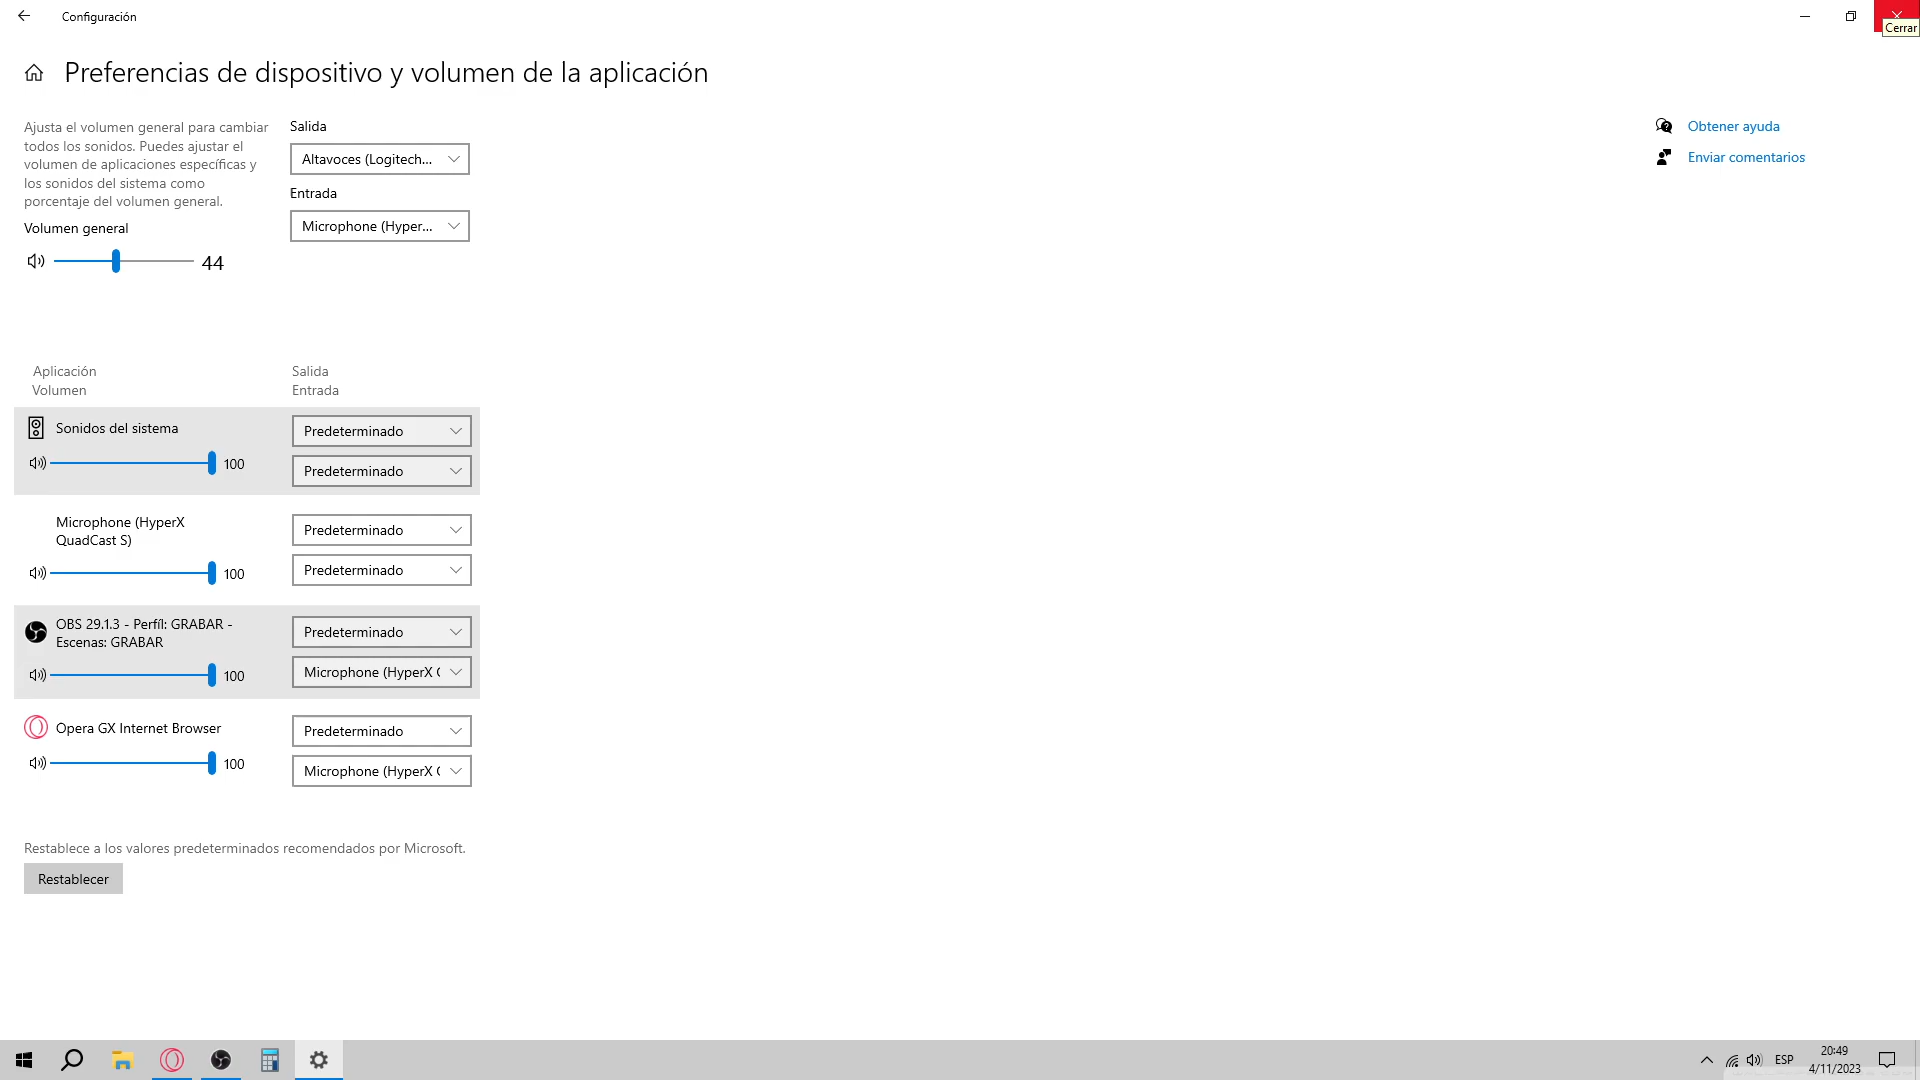 Configuración
Cerrar
Preferencias de dispositivo y volumen de la aplicación
Ajusta el volumen general para cambiar
todos los sonidos. Puedes ajustar el
volumen de aplicaciones específicas y
los sonidos del sistema como
porcentaje del volumen general.
Volumen general
44
Salida
Altavoces (Logitech...
Entrada
Microphone (Hyper...
Obtener ayuda
Enviar comentarios
Aplicación
Volumen
Salida
Entrada
Sonidos del sistema
100
Predeterminado
Predeterminado
Microphone (HyperX
QuadCast S)
100
Predeterminado
Predeterminado
OBS 29.1.3 - Perfíl: GRABAR -
Escenas: GRABAR
100
Predeterminado
Microphone (HyperX
Opera GX Internet Browser
100
Predeterminado
Microphone (HyperX
Restablece a los valores predeterminados recomendados por Microsoft.
Restablecer
ESP
20:49
4/11/2023